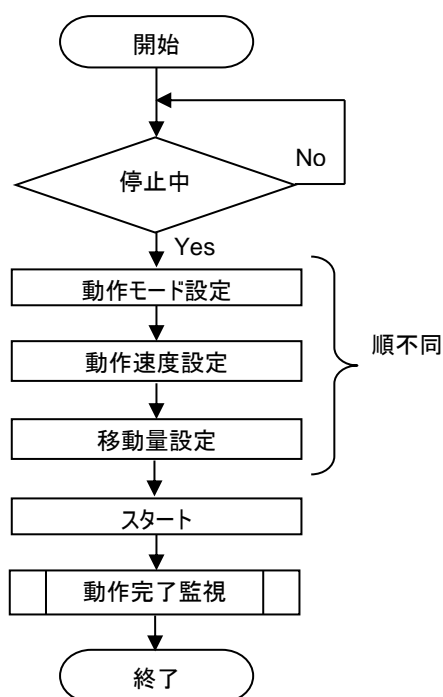 開始
停止中
No
Yes
動作モード設定
動作速度設定
移動量設定
順不同
スタート
動作完了監視
終了